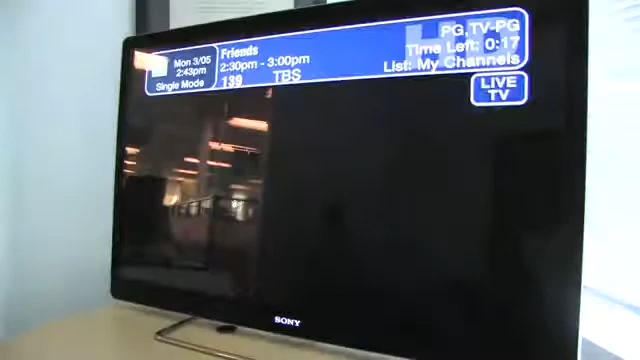 Mon 3/05
2:43pm
Single Mode
Friends
2:30pm - 3:00pm
139 TBS
PG,TV-PG
Time Left: 0:17
List: My Channels
LIVE
TV
SONY